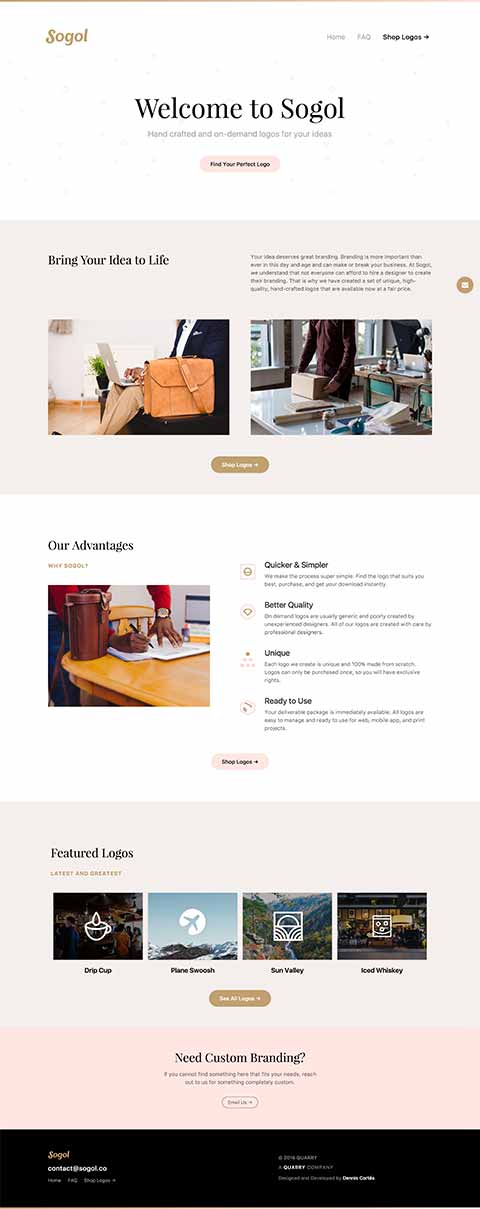 Sogol
Home FAQ Shop Logos →
Welcome to Sogol
Hand crafted and on-demand logos for your ideas
Find Your Perfect Logo
Bring Your Idea to Life
Your idea deserves great branding. Branding is more important than
ever in this day and age and can make or break your business. At Sogol,
we understand that not everyone can afford to hire a designer to create
their branding. That is why we have created a set of unique, high-
quality, hand-crafted logos that are available now at a fair price.
Shop Logos →
Our Advantages
WHY SOGOL?
Quicker & Simpler
We make the process super simple. Find the logo that suits you
best, purchase, and get your download instantly.
Better Quality
On demand logos are usually generic and poorly created by
unexperienced designers. All of our logos are created with care by
professional designers.
Unique
Each logo we create is unique and 100% made from scratch.
Logos can only be purchased once, so you will have exclusive
rights.
Ready to Use
Your deliverable package is immediately available. All logos are
easy to manage and ready to use for web, mobile app, and print
projects.
Shop Logos →
Featured Logos
LATEST AND GREATEST
Drip Cup
Plane Swoosh
Sun Valley
Iced Whiskey
See All Logos →
Need Custom Branding?
If you cannot find something here that fits your needs, reach
out to us for something completely custom.
Email Us →
Sogol
contact@sogol.co
Home FAQ Shop Logos →
© 2016 QUARRY
A QUARRY COMPANY
Designed and Developed by Dennis Cortés